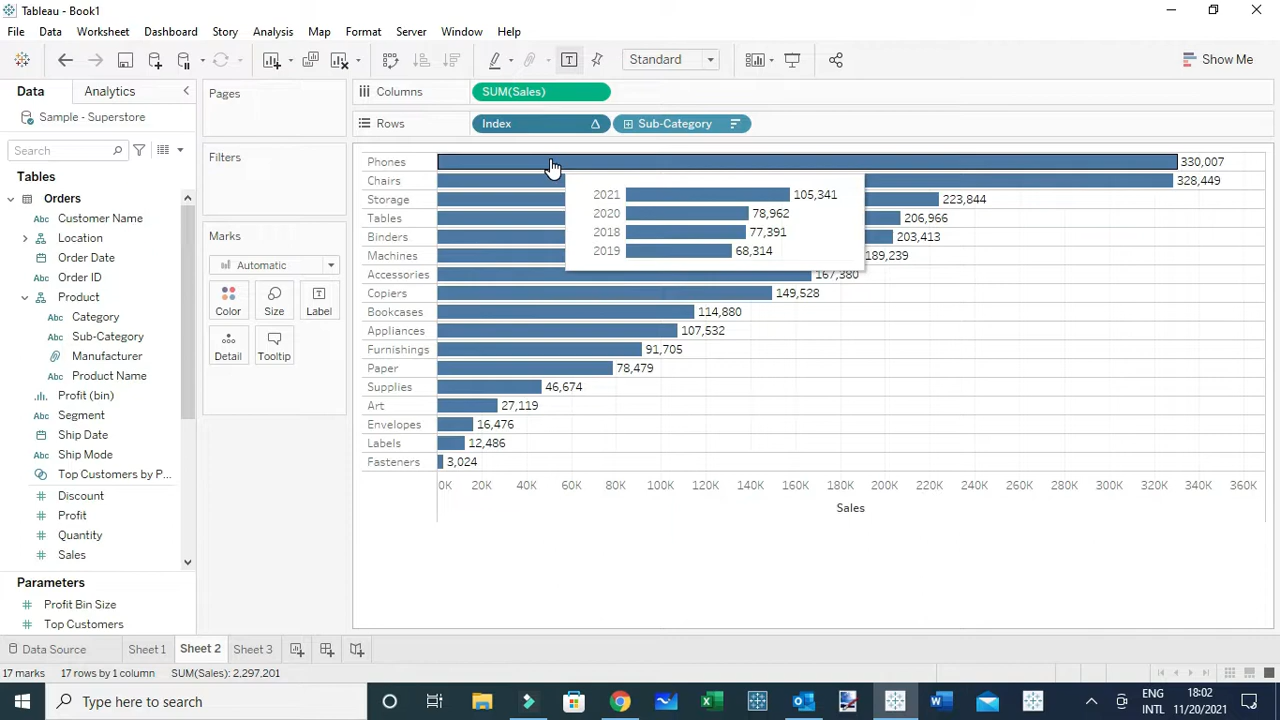 Tableau - Book1
File Data Worksheet Dashboard Story Analysis Map Format Server Window Help
Standard
Show Me
Data Analytics
Sample - Superstore
Search
Tables
Orders
Abc Customer Name
Location
Order Date
Abc Order ID
Product
Abc Category
Abc Sub-Category
Manufacturer
Abc Product Name
Profit (bin)
Abc Segment
Ship Date
Abc Ship Mode
Top Customers by P...
Discount
Profit
Quantity
Sales
Parameters
Profit Bin Size
Top Customers
Pages
Filters
Marks
Automatic
Color Size Label
Detail Tooltip
Columns SUM(Sales)
Rows Index Sub-Category
Phones 330,007
Chairs 328,449
Storage 223,844
Tables 206,966
Binders 203,413
Machines 189,239
Accessories 167,380
Copiers 149,528
Bookcases 114,880
Appliances 107,532
Furnishings 91,705
Paper 78,479
Supplies 46,674
Art 27,119
Envelopes 16,476
Labels 12,486
Fasteners 3,024
2021 105,341
2020 78,962
2018 77,391
2019 68,314
0K 20K 40K 60K 80K 100K 120K 140K 160K 180K 200K 220K 240K 260K 280K 300K 320K 340K 360K
Sales
Data Source Sheet 1 Sheet 2 Sheet 3
17 marks 17 rows by 1 column SUM(Sales): 2,297,201
Type here to search
ENG
INTL
18:02
11/20/2021